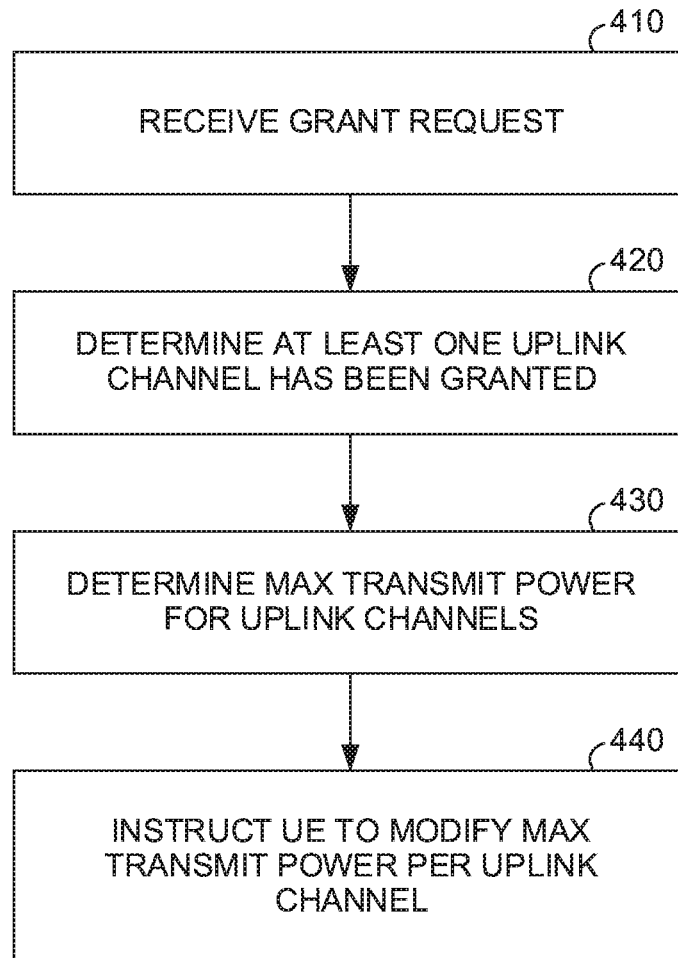 410
RECEIVE GRANT REQUEST
420
DETERMINE AT LEAST ONE UPLINK
CHANNEL HAS BEEN GRANTED
430
DETERMINE MAX TRANSMIT POWER
FOR UPLINK CHANNELS
440
INSTRUCT UE TO MODIFY MAX
TRANSMIT POWER PER UPLINK
CHANNEL